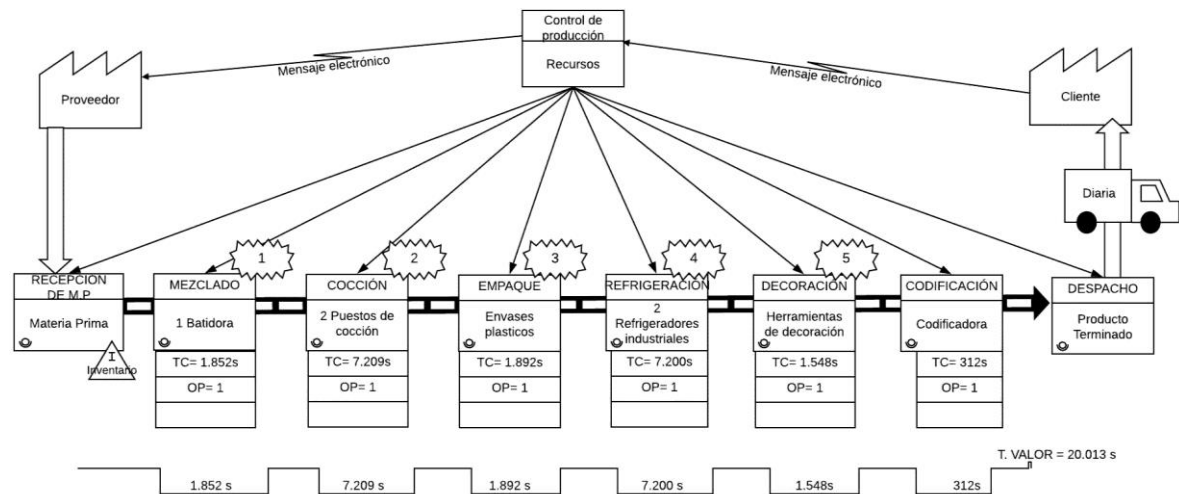 Control de
producción
Recursos
Mensaje electrónico
Mensaje electrónico
Proveedor
Cliente
Diaria
1
2
3
4
5
RECEPCION
DE M.P
Materia Prima
I
Inventario
MEZCLADO
1 Batidora
TC= 1.852s
OP= 1
COCCIÓN
2 Puestos de
cocción
TC= 7.209s
OP= 1
EMPAQUE
Envases
plasticos
TC= 1.892s
OP= 1
REFRIGERACIÓN
2
Refrigeradores
industriales
TC= 7.200s
OP= 1
DECORACIÓN
Herramientas
de decoración
TC= 1.548s
OP= 1
CODIFICACIÓN
Codificadora
TC= 312s
OP= 1
DESPACHO
Producto
Terminado
T. VALOR = 20.013 s
1.852 s
7.209 s
1.892 s
7.200 s
1.548s
312s